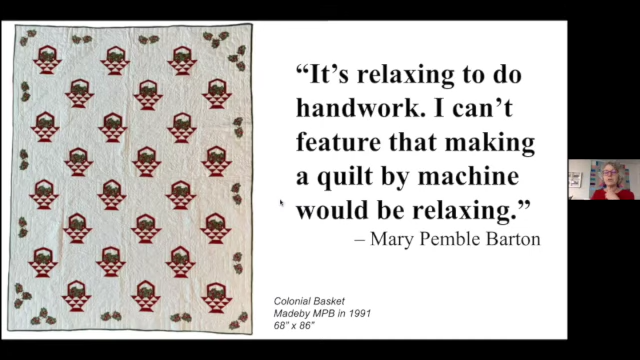 “It’s relaxing to do
handwork. I can’t
feature that making
a quilt by machine
would be relaxing.”
– Mary Pemble Barton
Colonial Basket
Madeby MPB in 1991
68” x 86”